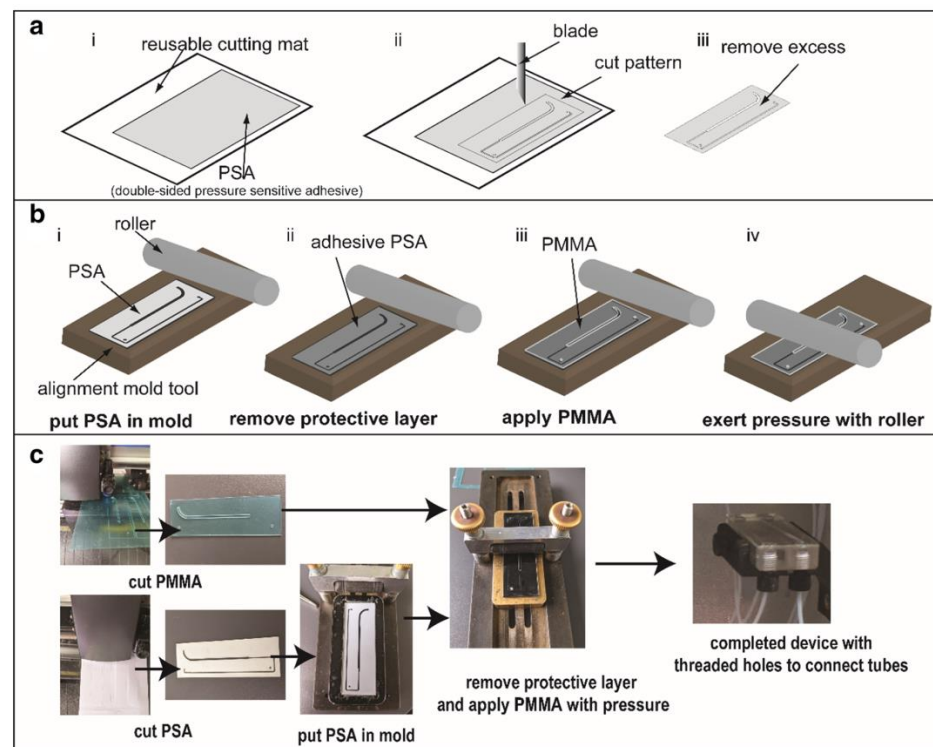 a
i
reusable cutting mat
PSA
(double-sided pressure sensitive adhesive)
ii
blade
cut pattern
iii
remove excess
b
i
roller
PSA
alignment mold tool
put PSA in mold
ii
adhesive PSA
remove protective layer
iii
PMMA
apply PMMA
iv
exert pressure with roller
c
cut PMMA
cut PSA
put PSA in mold
remove protective layer
and apply PMMA with pressure
completed device with
threaded holes to connect tubes